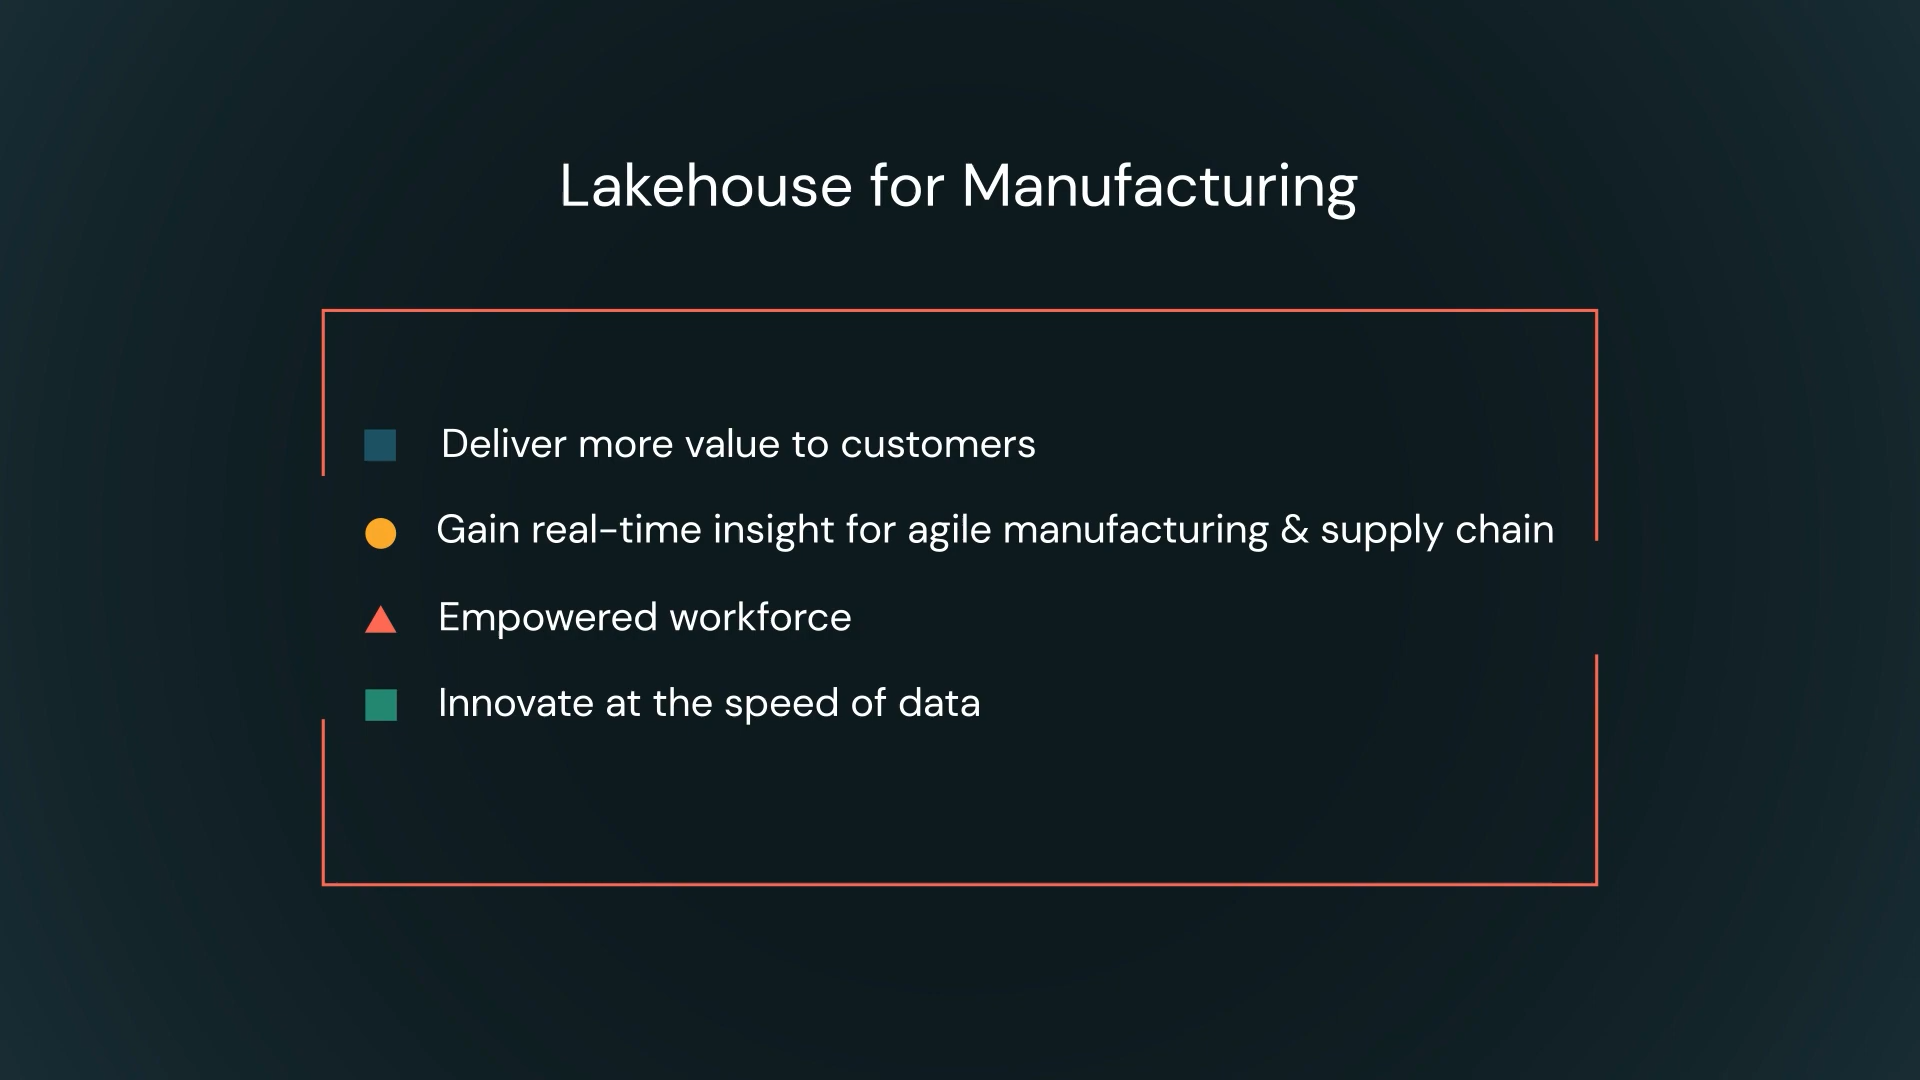 Lakehouse for Manufacturing
Deliver more value to customers
Gain real-time insight for agile manufacturing & supply chain
Empowered workforce
Innovate at the speed of data